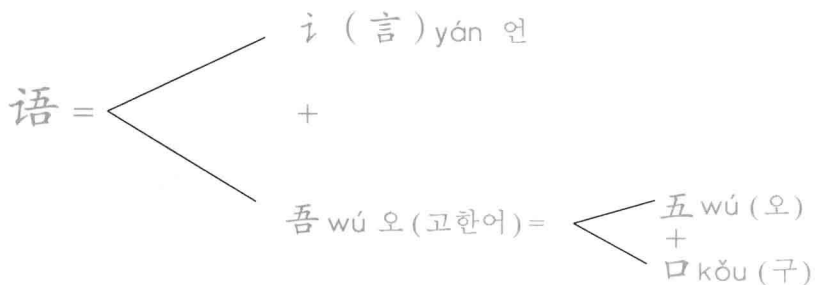 讠(言) yán 언
语 =
+
吾 wú 오 (고한어) =
五 wú (오)
+
口 kǒu (구)